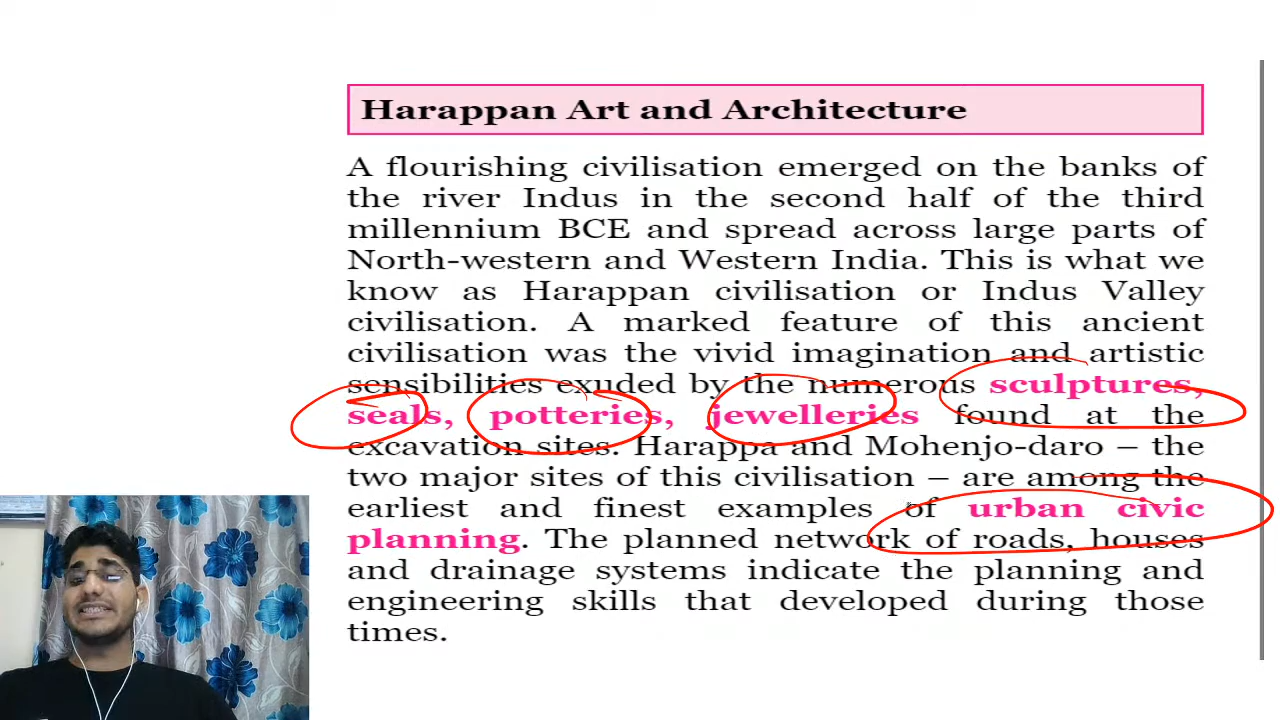 Harappan Art and Architecture
A flourishing civilisation emerged on the banks of
the river Indus in the second half of the third
millennium BCE and spread across large parts of
North-western and Western India. This is what we
know as Harappan civilisation or Indus Valley
civilisation. A marked feature of this ancient
civilisation was the vivid imagination and artistic
sensibilities exuded by the numerous sculptures,
seals, potteries, jewelleries found at the
excavation sites. Harappa and Mohenjo-daro – the
two major sites of this civilisation – are among the
earliest and finest examples of urban civic
planning. The planned network of roads, houses
and drainage systems indicate the planning and
engineering skills that developed during those
times.